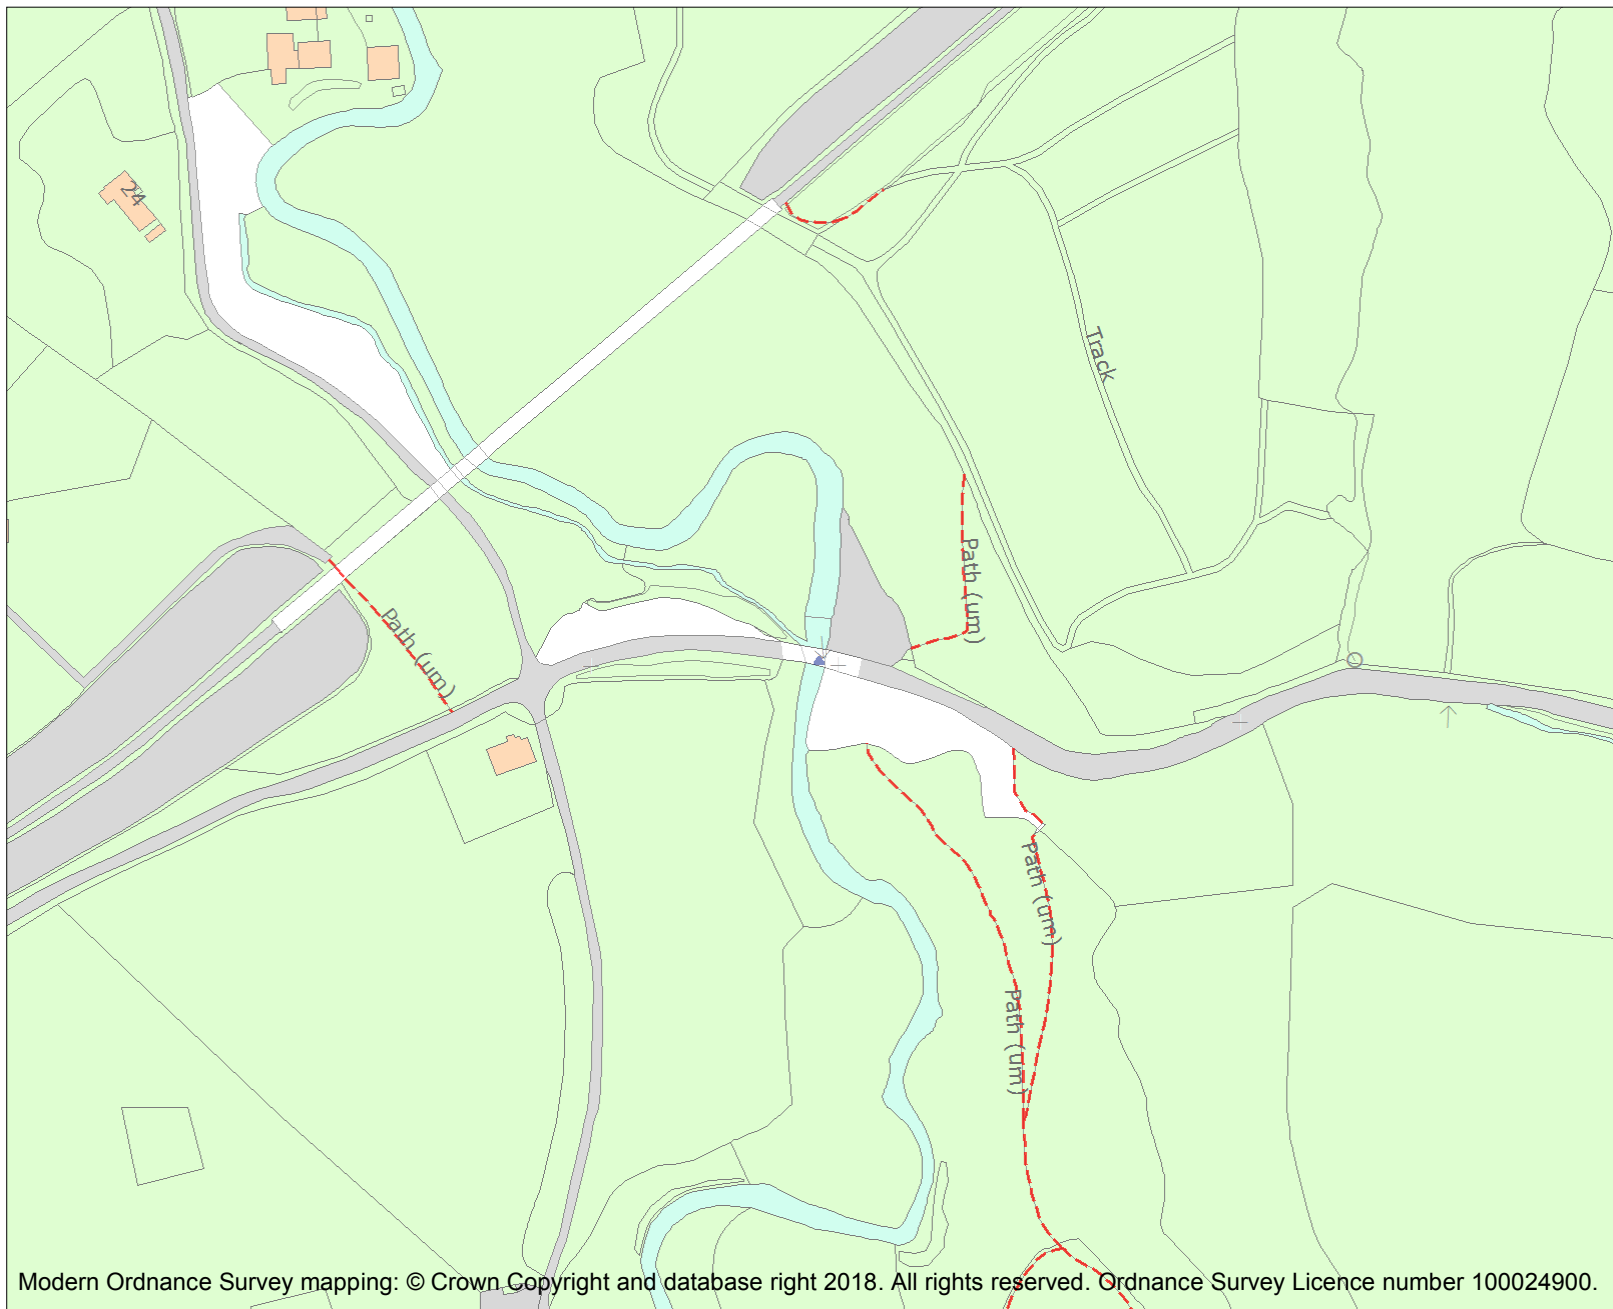 24
Track
Path (um)
Path (um)
Path (um)
Path (um)
Modern Ordnance Survey mapping: © Crown Copyright and database right 2018. All rights reserved. Ordnance Survey Licence number 100024900.